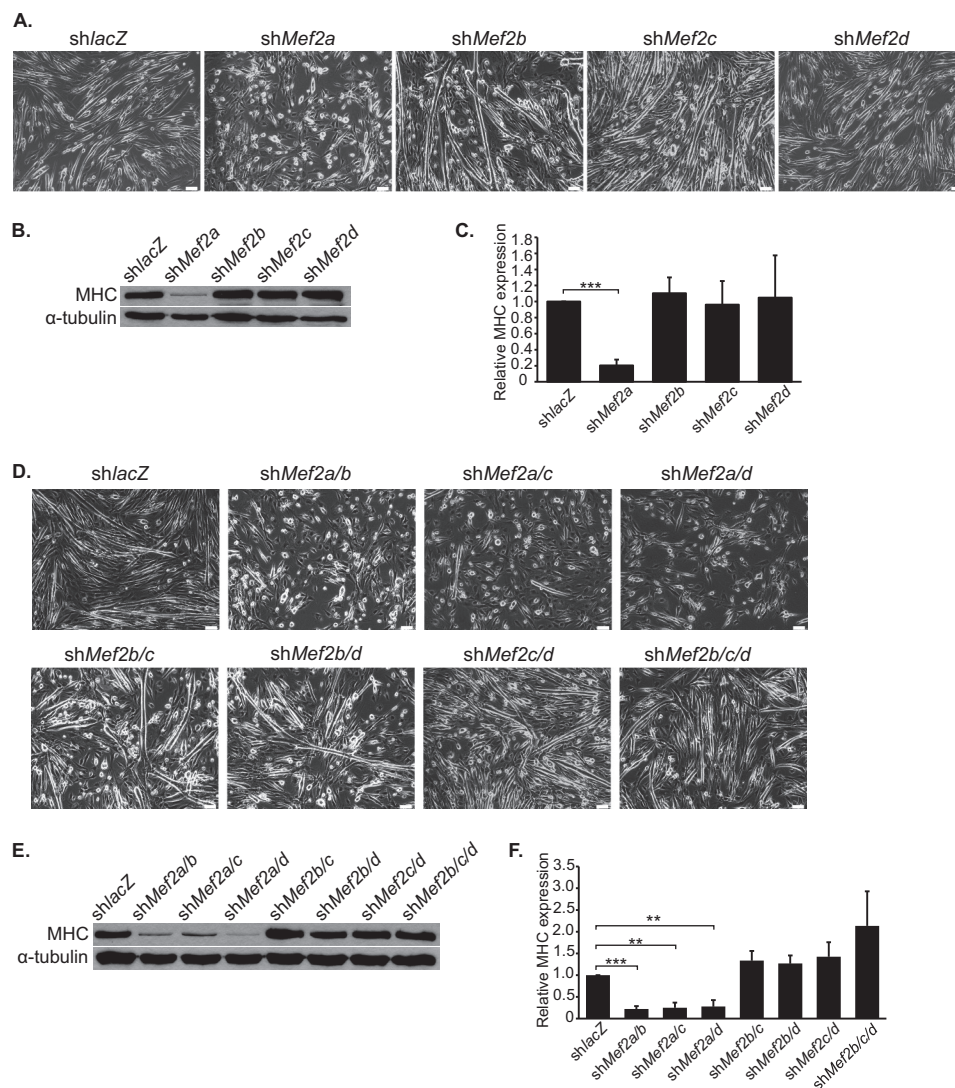 A.
shlacZ shMef2a shMef2b shMef2c shMef2d
B.
shlacZ shMef2a shMef2b shMef2c shMef2d
MHC
α-tubulin
C.
Relative MHC expression
1.8
1.6
1.4
1.2
1.0
0.8
0.6
0.4
0.2
0
***
shlacZ shMef2a shMef2b shMef2c shMef2d
D.
shlacZ shMef2a/b shMef2a/c shMef2a/d
shMef2b/c shMef2b/d shMef2c/d shMef2b/c/d
E.
shlacZ shMef2a/b shMef2a/c shMef2a/d shMef2b/c shMef2b/d shMef2c/d shMef2b/c/d
MHC
α-tubulin
F.
Relative MHC expression
3.5
3.0
2.5
2.0
1.5
1.0
0.5
0
**
**
***
shlacZ shMef2a/b shMef2a/c shMef2a/d shMef2b/c shMef2b/d shMef2c/d shMef2b/c/d